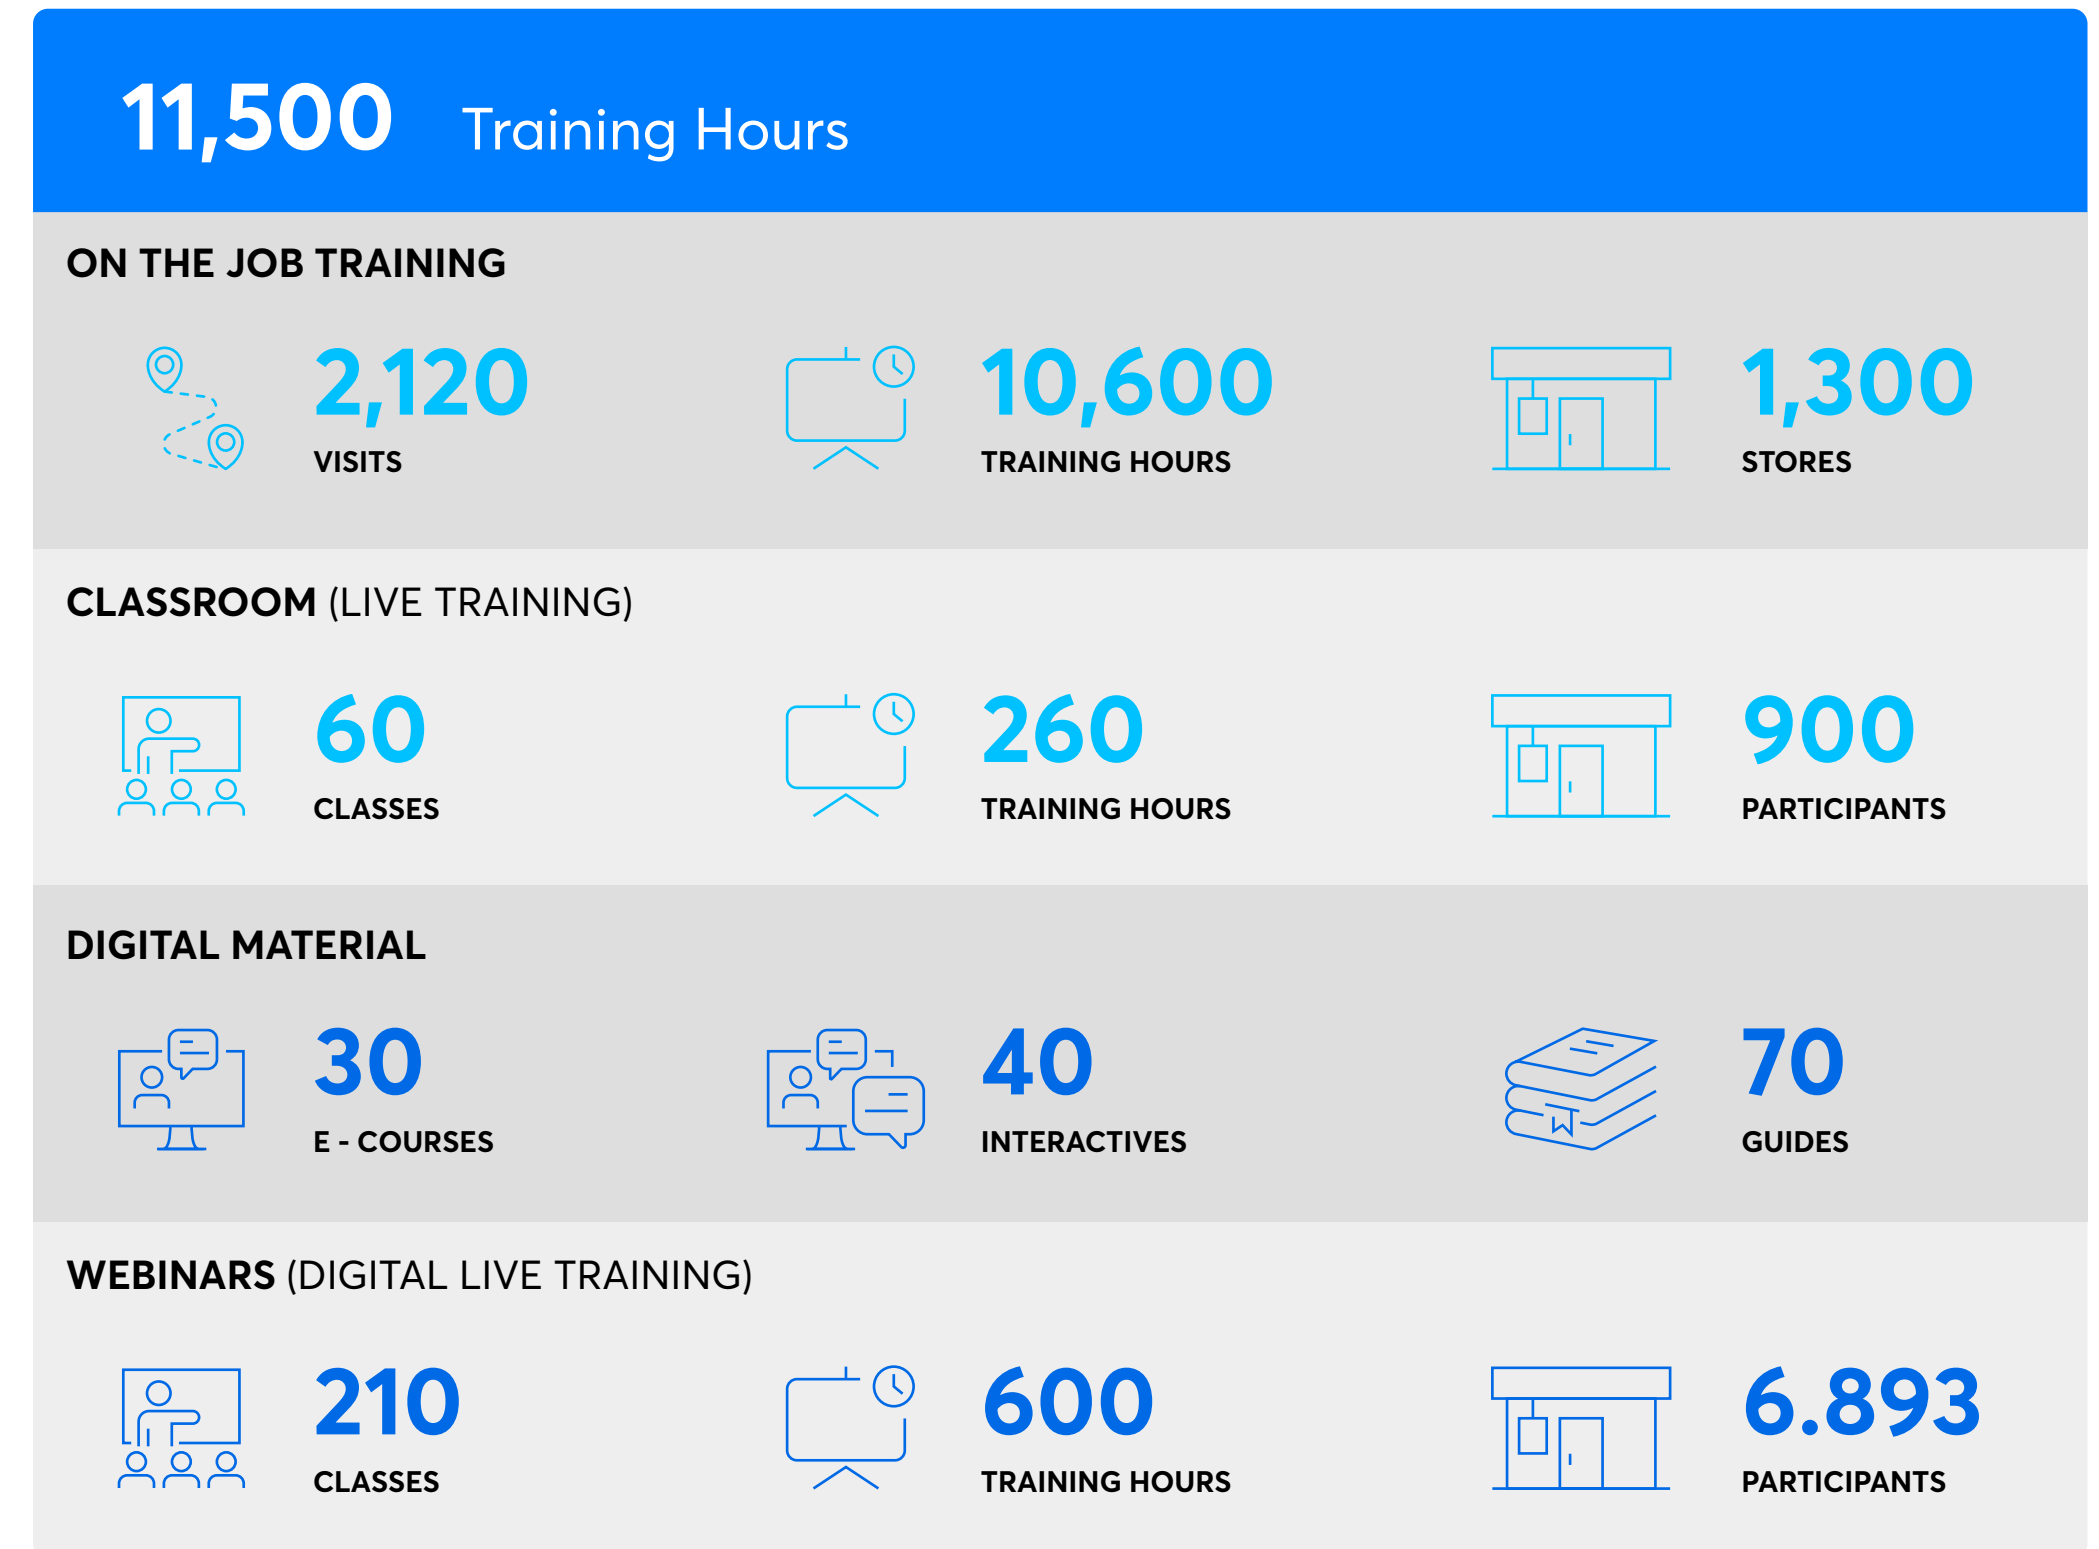 11,500 Training Hours
ON THE JOB TRAINING
2,120 10,600 1,300
VISITS TRAINING HOURS STORES
CLASSROOM (LIVE TRAINING)
60 260 900
CLASSES TRAINING HOURS PARTICIPANTS
DIGITAL MATERIAL
30 40 70
E - COURSES INTERACTIVES GUIDES
WEBINARS (DIGITAL LIVE TRAINING)
210 600 6.893
CLASSES TRAINING HOURS PARTICIPANTS